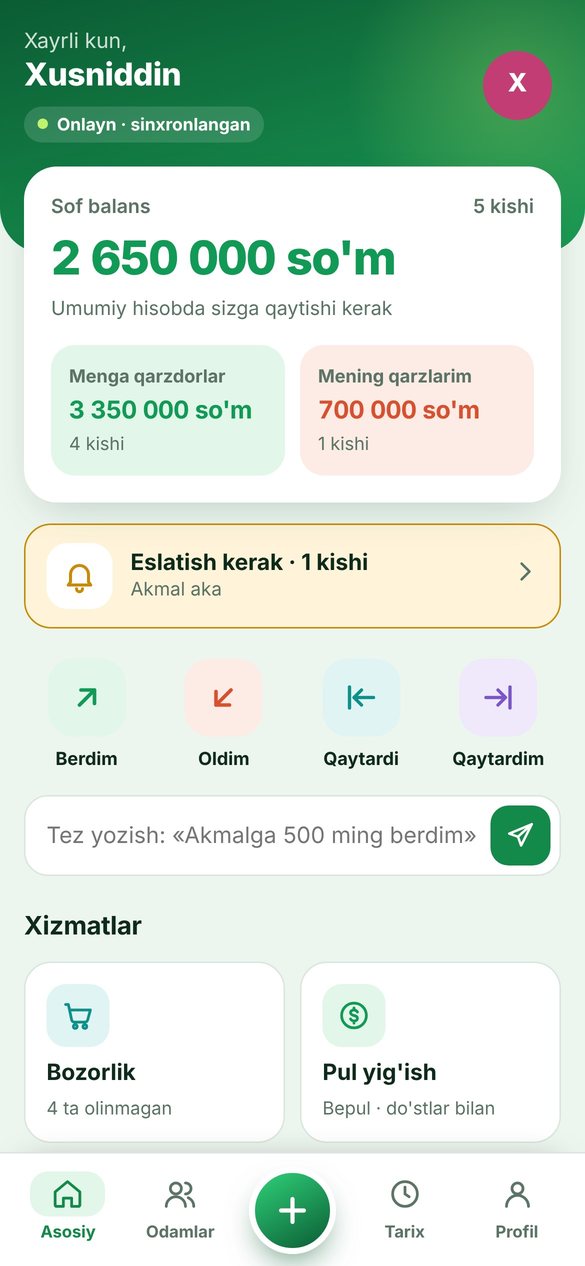 Xayrli kun,
Xusniddin
X
Onlayn · sinxronlangan
Sof balans
5 kishi
2 650 000 so'm
Umumiy hisobda sizga qaytishi kerak
Menga qarzdorlar
3 350 000 so'm
4 kishi
Mening qarzlarim
700 000 so'm
1 kishi
Eslatish kerak · 1 kishi
Akmal aka
Berdim
Oldim
Qaytardi
Qaytardim
Tez yozish: «Akmalga 500 ming berdim»
Xizmatlar
Bozorlik
4 ta olinmagan
Pul yig'ish
Bepul · do'stlar bilan
Asosiy
Odamlar
Tarix
Profil